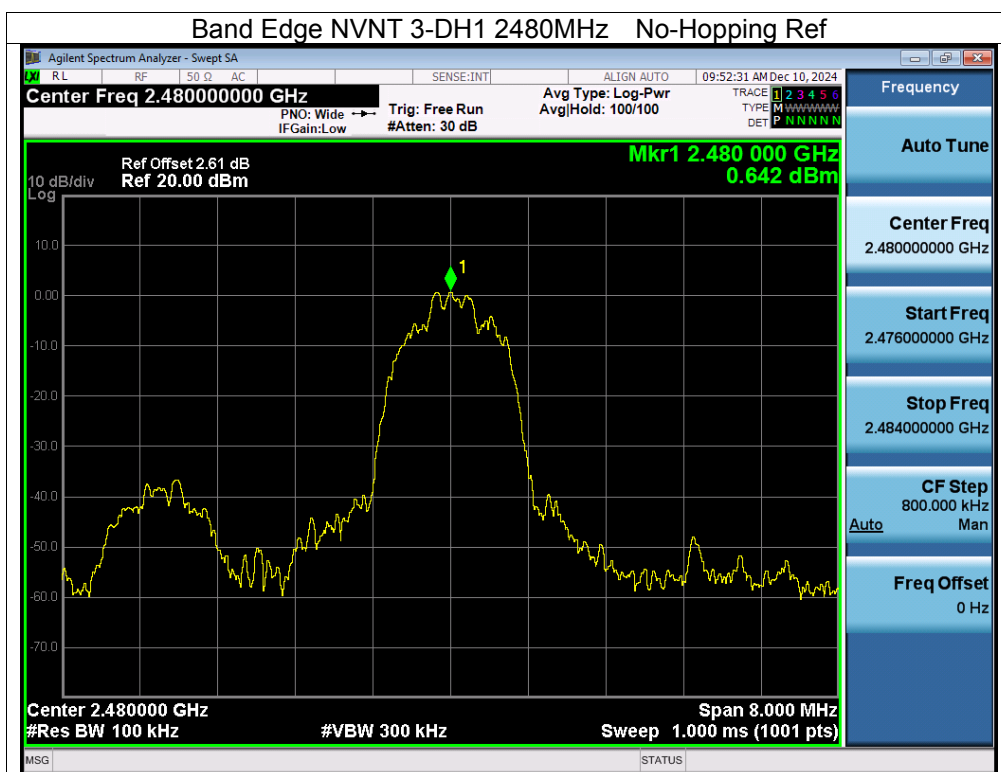 Band Edge NVNT 3-DH1 2480MHz No-Hopping Ref
Agilent Spectrum Analyzer - Swept SA
LXI RL RF 50 Ω AC SENSE:INT ALIGN AUTO 09:52:31 AM Dec 10, 2024
Center Freq 2.480000000 GHz
PNO: Wide
IFGain:Low
Trig: Free Run
#Atten: 30 dB
Avg Type: Log-Pwr
Avg|Hold: 100/100
TRACE 1 2 3 4 5 6
TYPE M WWWWW
DET P N N N N N
Ref Offset 2.61 dB
10 dB/div Ref 20.00 dBm
Log
Mkr1 2.480 000 GHz
0.642 dBm
10.0
0.00
-10.0
-20.0
-30.0
-40.0
-50.0
-60.0
-70.0
1
Center 2.480000 GHz Span 8.000 MHz
#Res BW 100 kHz #VBW 300 kHz Sweep 1.000 ms (1001 pts)
MSG STATUS
Frequency
Auto Tune
Center Freq
2.480000000 GHz
Start Freq
2.476000000 GHz
Stop Freq
2.484000000 GHz
CF Step
800.000 kHz
Auto Man
Freq Offset
0 Hz